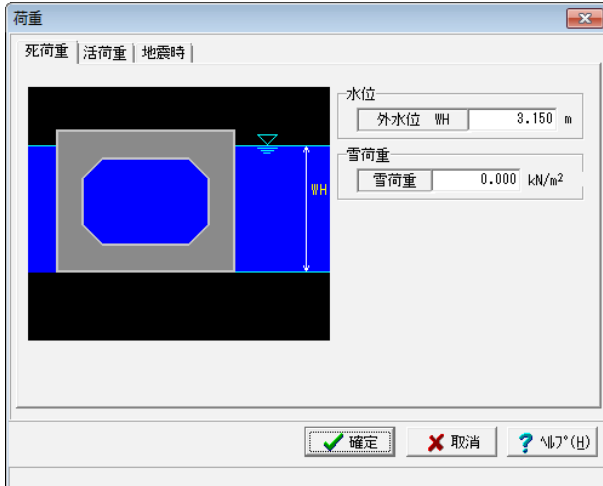 荷重
死荷重 活荷重 地震時
水位
外水位 WH 3.150 m
WH
雪荷重
雪荷重 0.000 kN/m²
確定 取消 ヘルプ(H)